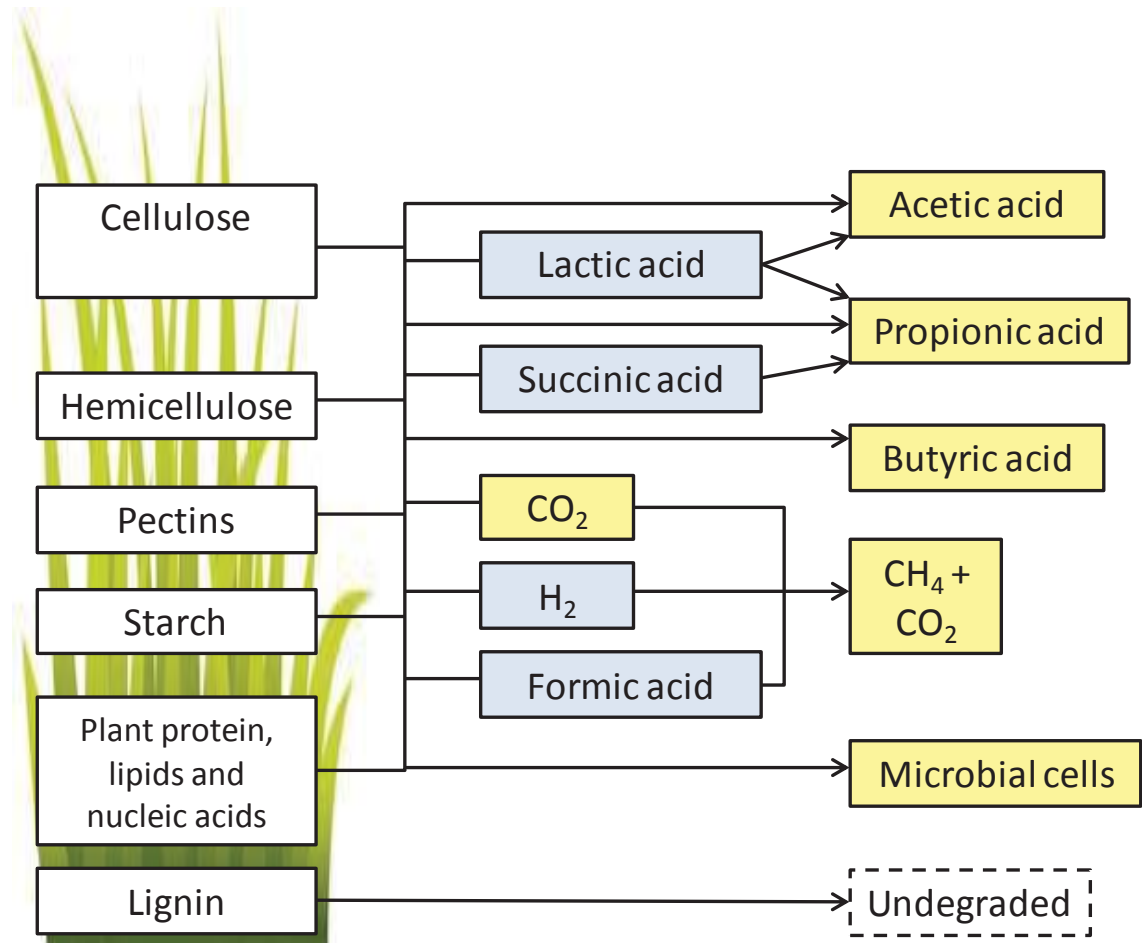 Cellulose
Hemicellulose
Pectins
Starch
Plant protein,
lipids and
nucleic acids
Lignin
Lactic acid
Succinic acid
CO₂
H₂
Formic acid
Acetic acid
Propionic acid
Butyric acid
CH₄ +
CO₂
Microbial cells
Undegraded